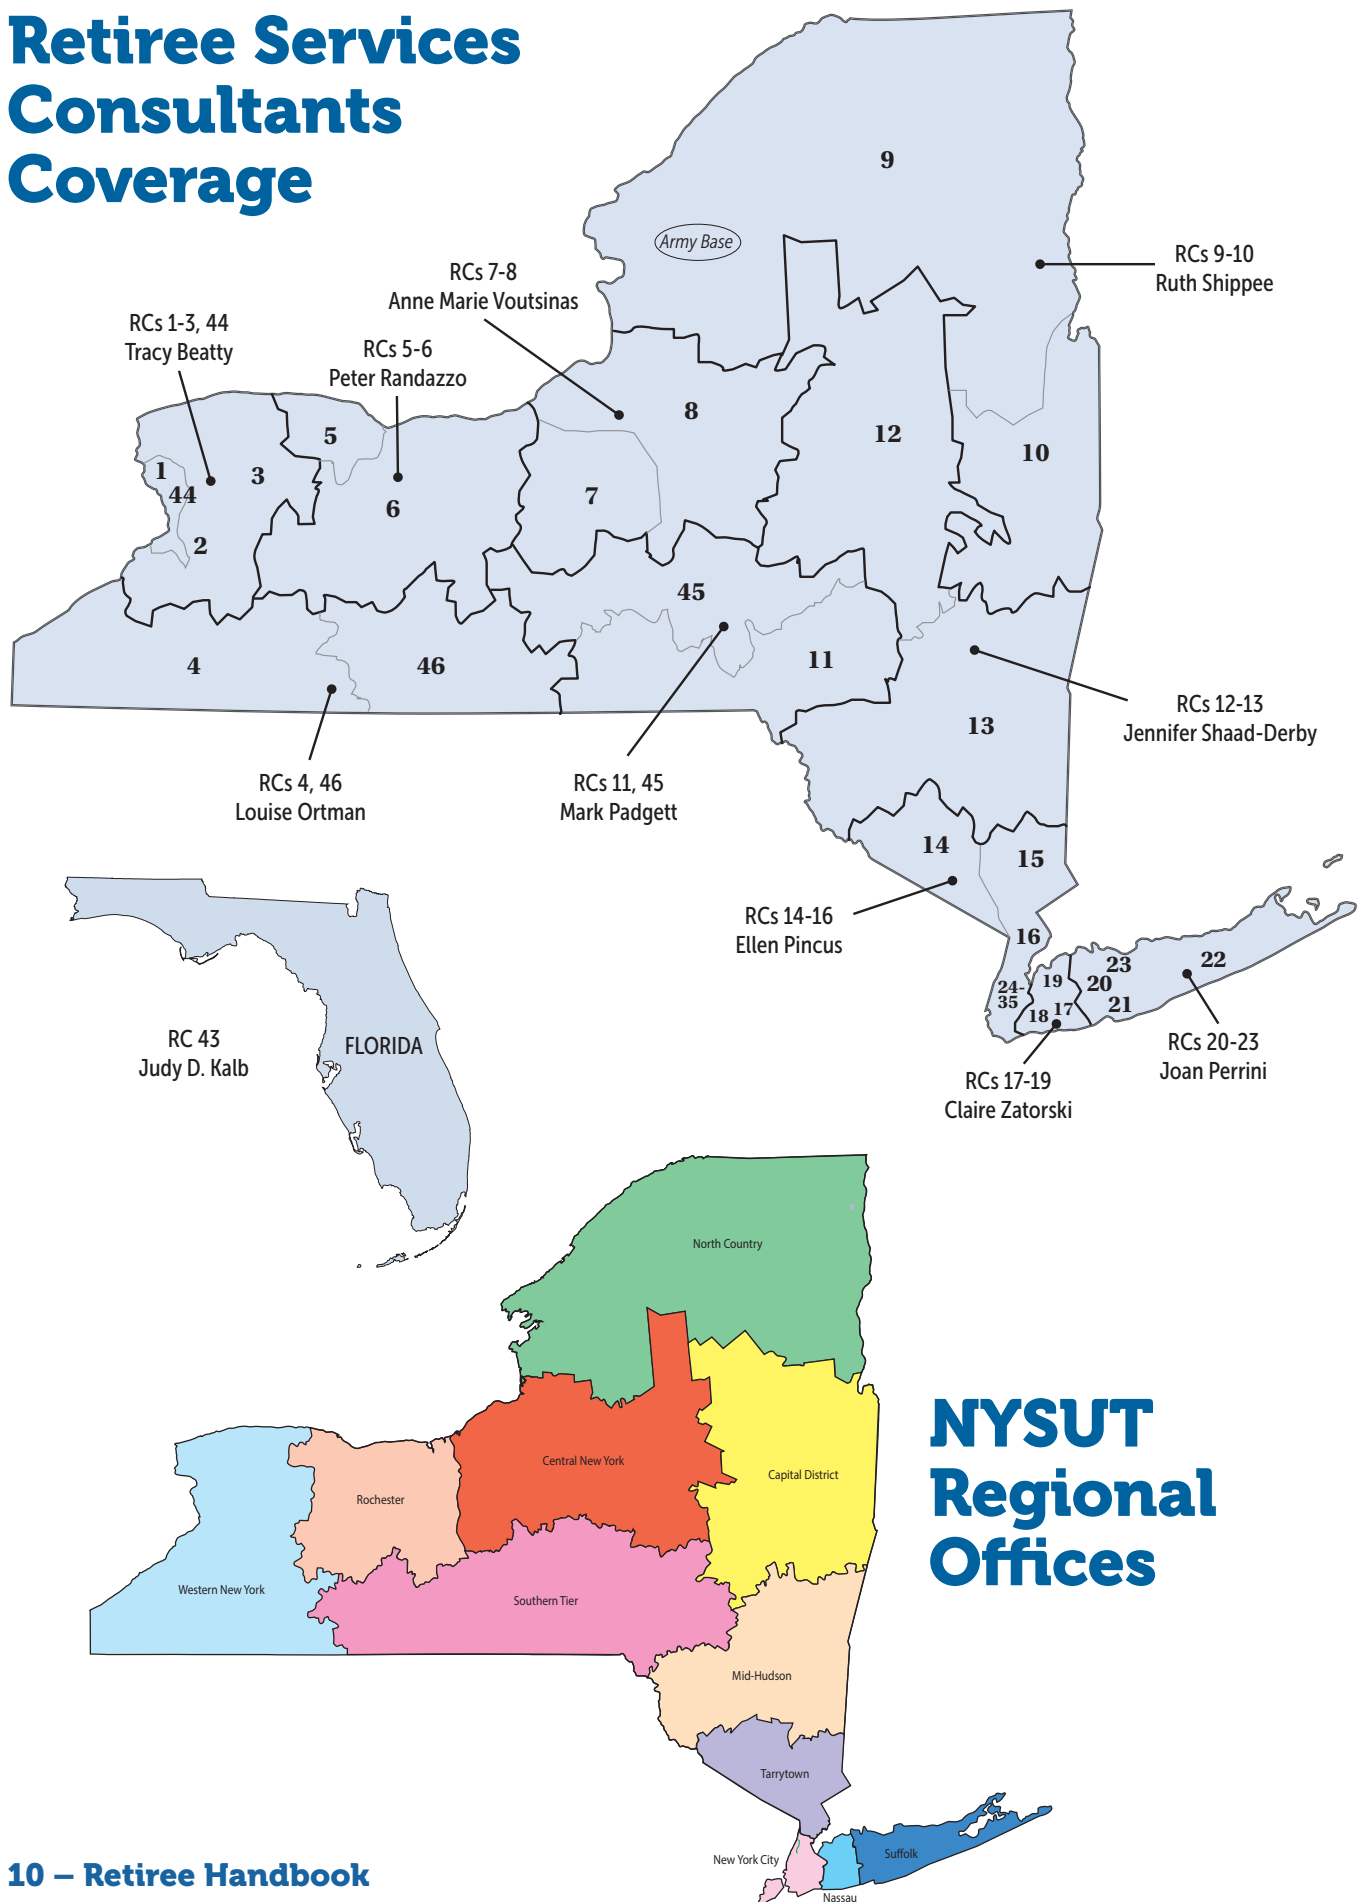 Retiree Services
Consultants
Coverage
9
Army Base
RCs 9-10
Ruth Shippee
RCs 7-8
Anne Marie Voutsinas
RCs 1-3, 44
Tracy Beatty
RCs 5-6
Peter Randazzo
8
5
12
10
1
3
44
7
6
2
45
4
46
11
RCs 12-13
Jennifer Shaad-Derby
13
RCs 4, 46
Louise Ortman
RCs 11, 45
Mark Padgett
14
15
RCs 14-16
Ellen Pincus
16
23
22
19
20
24-
35
21
18
17
RC 43
Judy D. Kalb
FLORIDA
RCs 20-23
Joan Perrini
RCs 17-19
Claire Zatorski
North Country
NYSUT
Regional
Offices
Central New York
Capital District
Rochester
Western New York
Southern Tier
Mid-Hudson
Tarrytown
New York City
Suffolk
Nassau
10 – Retiree Handbook